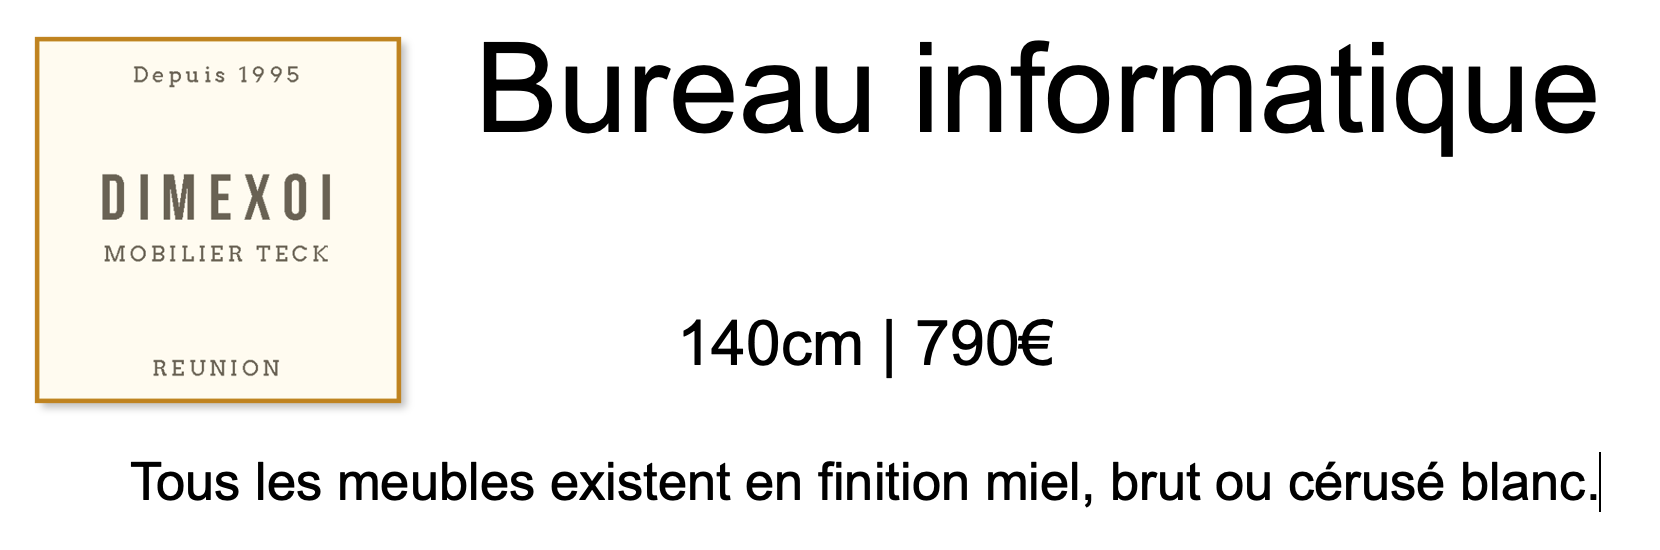 Depuis 1995
DIMEXOI
MOBILIER TECK
REUNION
Bureau informatique
140cm | 790€
Tous les meubles existent en finition miel, brut ou cérusé blanc.